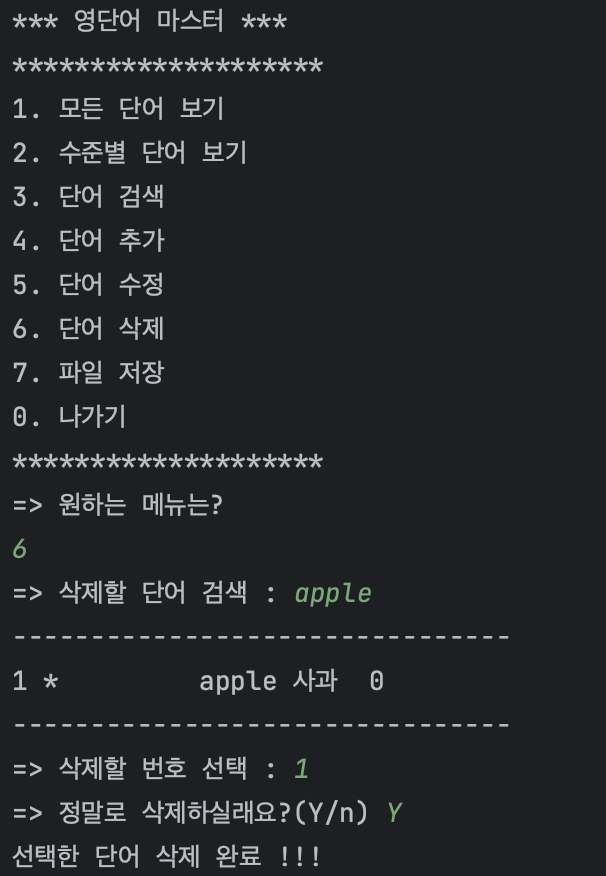 *** 영단어 마스터 ***
********************
1. 모든 단어 보기
2. 수준별 단어 보기
3. 단어 검색
4. 단어 추가
5. 단어 수정
6. 단어 삭제
7. 파일 저장
0. 나가기
********************
=> 원하는 메뉴는?
6
=> 삭제할 단어 검색 : apple
--------------------------------
1 *         apple 사과  0
--------------------------------
=> 삭제할 번호 선택 : 1
=> 정말로 삭제하실래요?(Y/n) Y
선택한 단어 삭제 완료 !!!